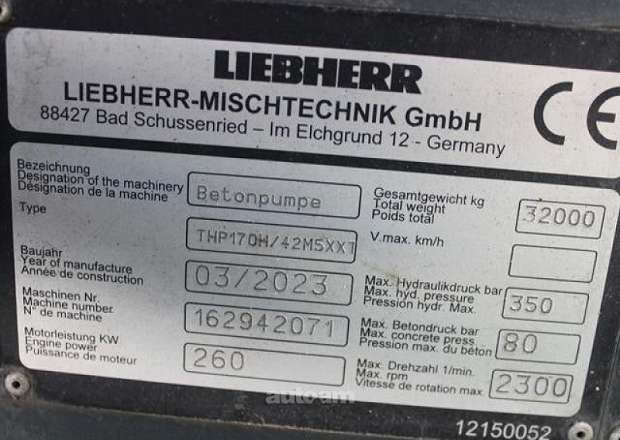 LIEBHERR
LIEBHERR-MISCHTECHNIK GmbH
88427 Bad Schussenried – Im Elchgrund 12 - Germany
CE
Bezeichnung
Designation of the machinery
Désignation de la machine
Betonpumpe
Type
THP170H/42M5XXT
Baujahr
Year of manufacture
Année de construction
03/2023
Maschinen Nr.
Machine number
N° de machine
162942071
Motorleistung KW
Engine power
Puissance de moteur
260
Gesamtgewicht kg
Total weight
Poids total
32000
V.max. km/h
Max. Hydraulikdruck bar
Max. hyd. pressure
Pression hydr. Max.
350
Max. Betondruck bar
Max. concrete press.
Pression max. du béton
80
Max. Drehzahl 1/min.
Max. rpm
Vitesse de rotation max.
2300
12150052
autoam